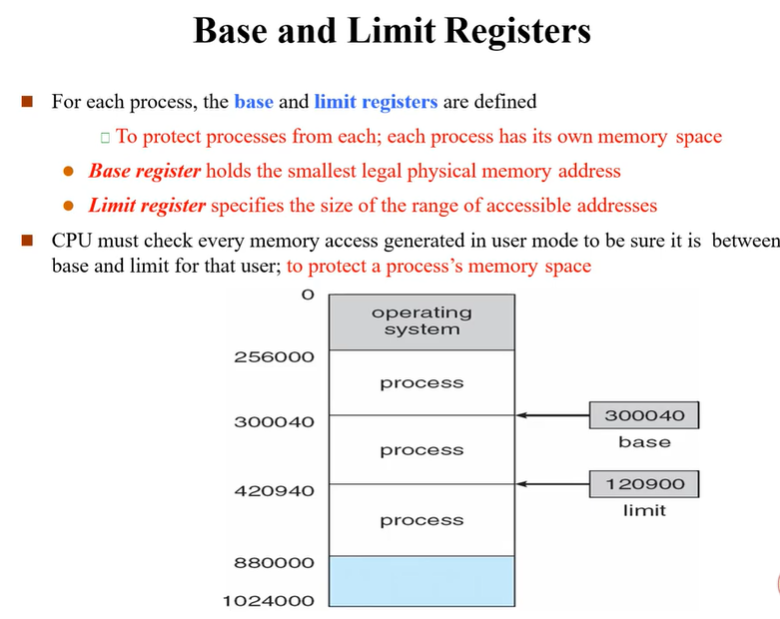 Base and Limit Registers
For each process, the base and limit registers are defined
To protect processes from each; each process has its own memory space
Base register holds the smallest legal physical memory address
Limit register specifies the size of the range of accessible addresses
CPU must check every memory access generated in user mode to be sure it is between
base and limit for that user; to protect a process's memory space
0
operating
system
256000
process
300040
300040
base
process
420940
120900
limit
process
880000
1024000